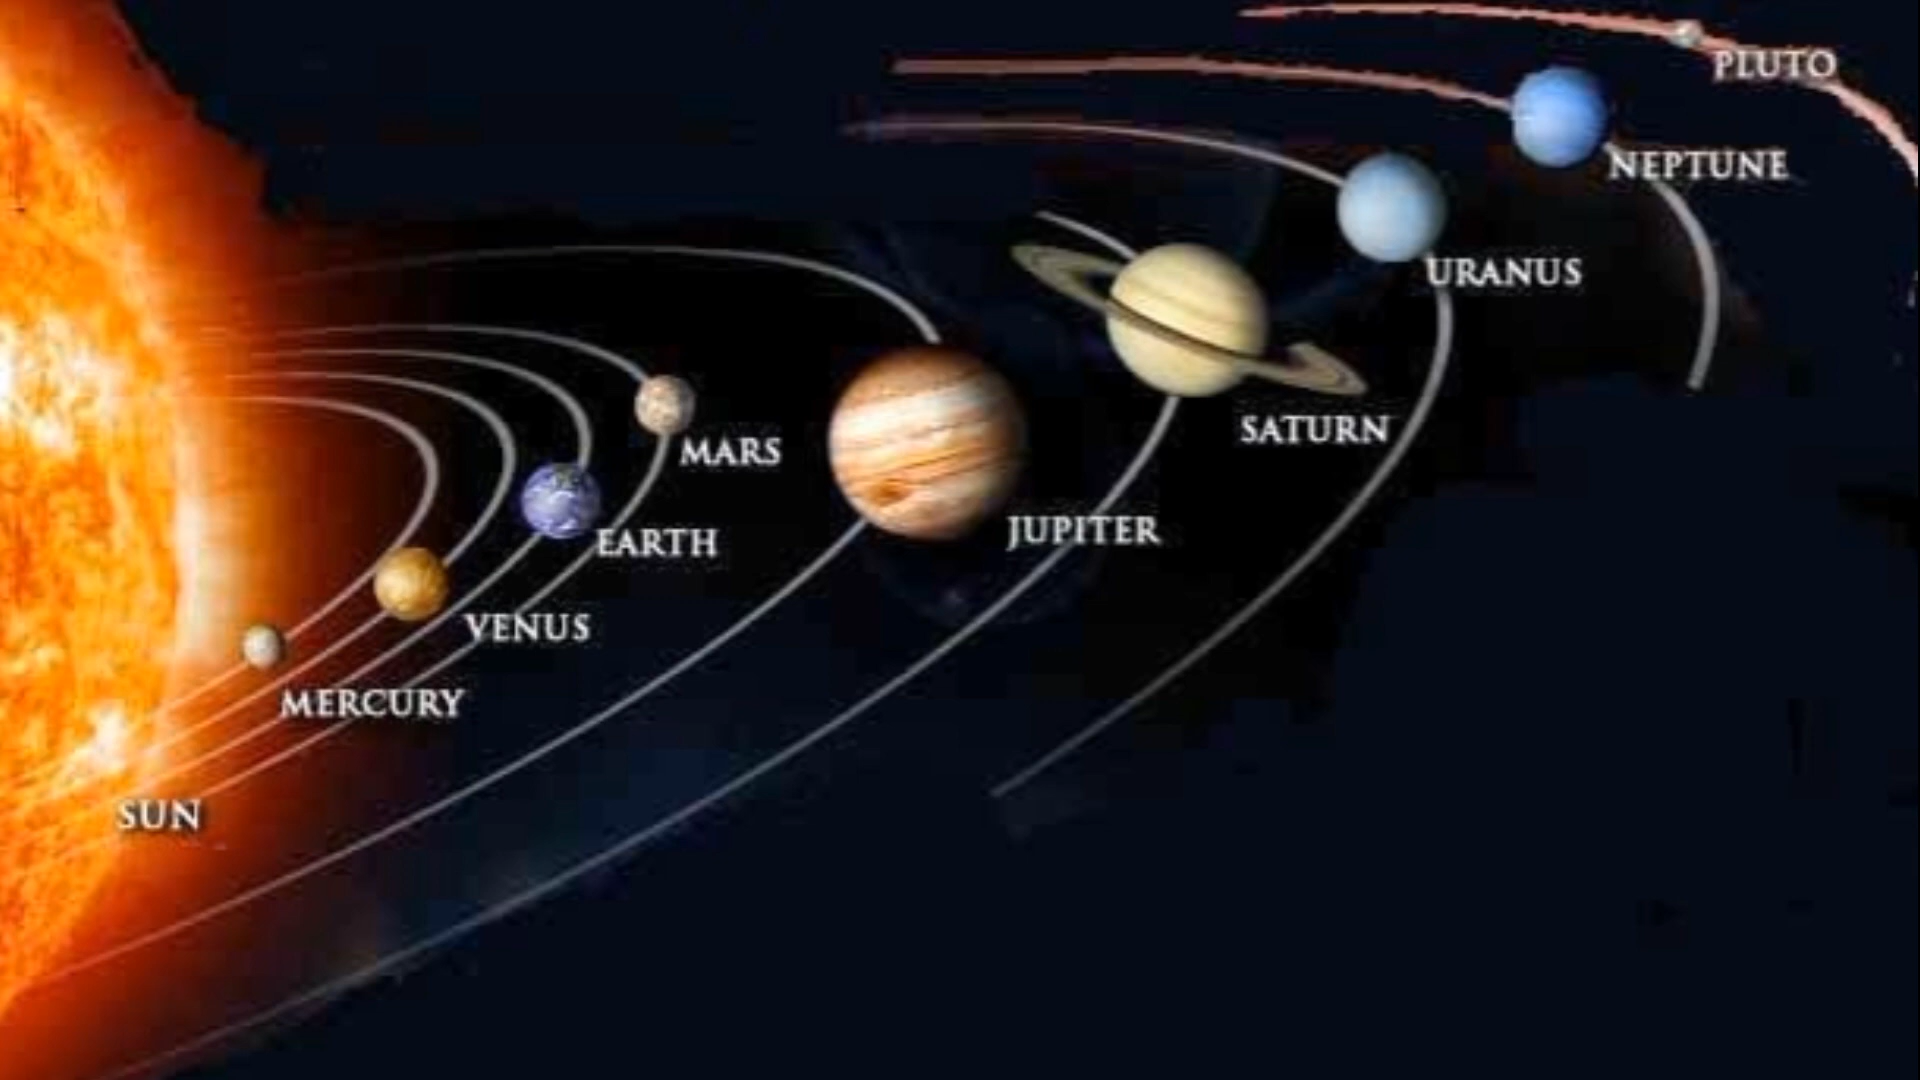 PLUTO
NEPTUNE
URANUS
SATURN
MARS
JUPITER
EARTH
VENUS
MERCURY
SUN